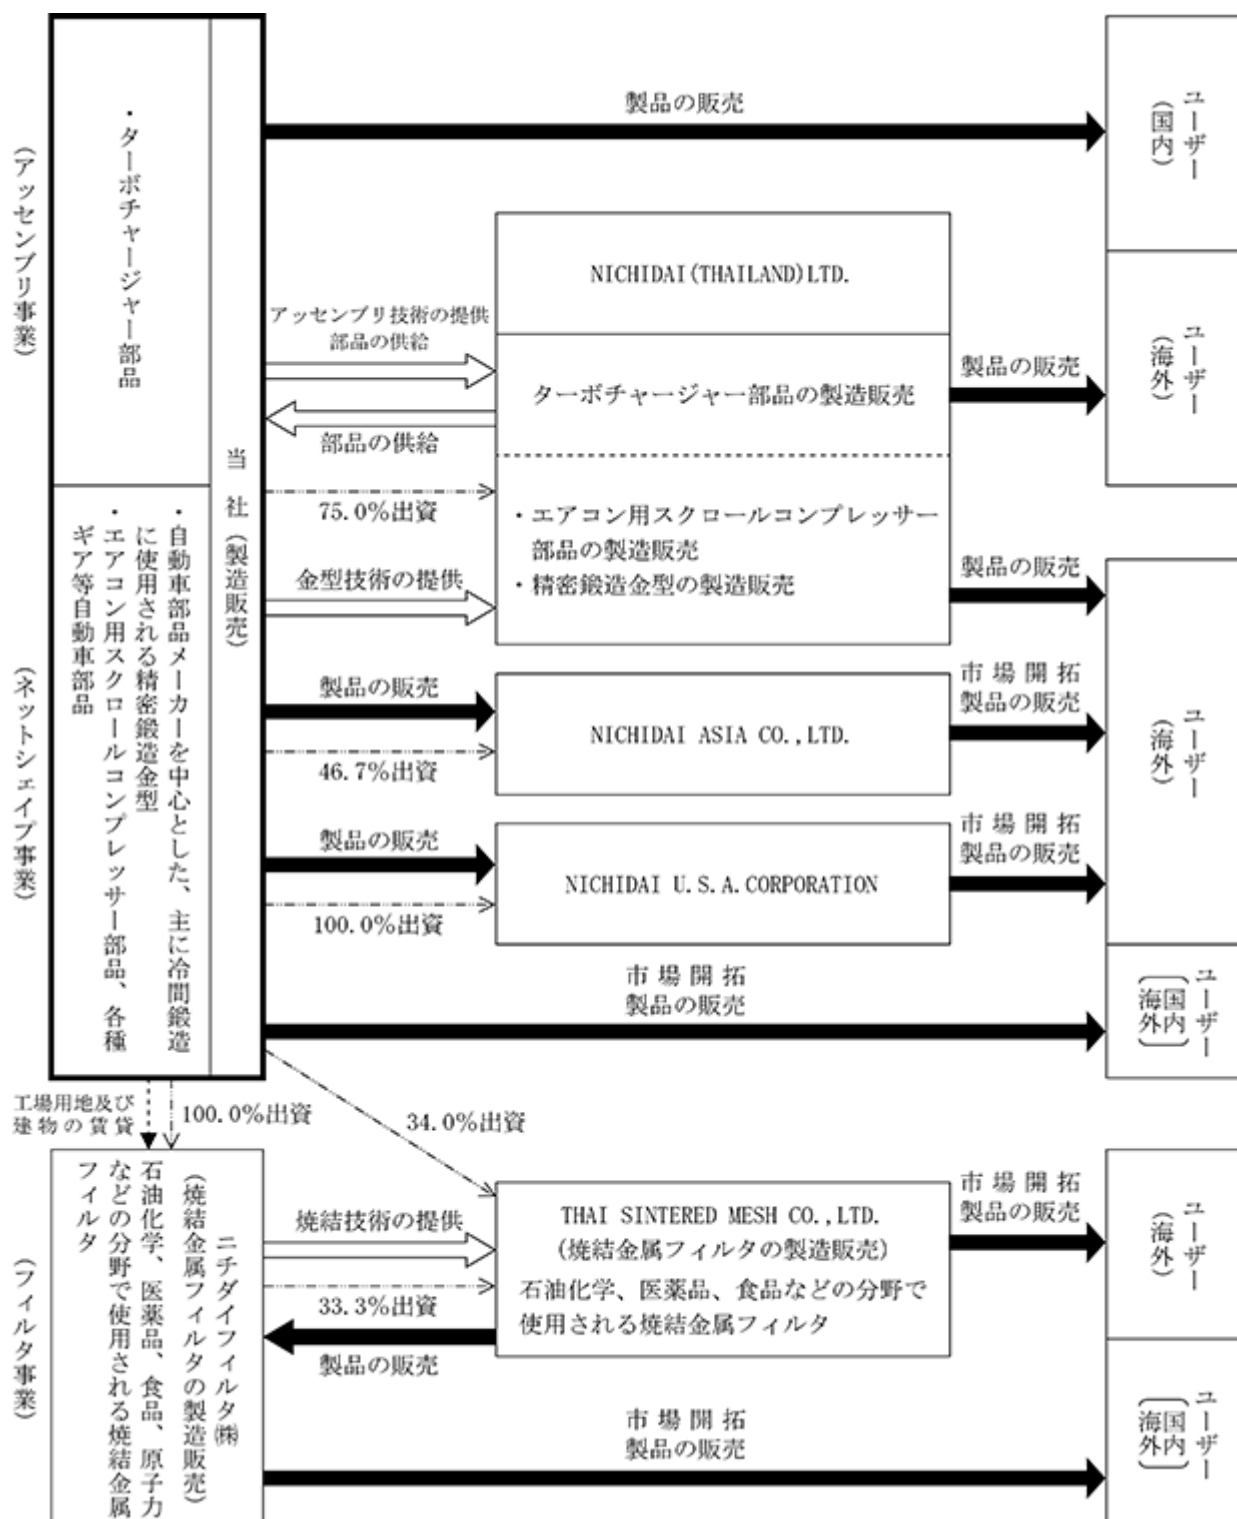 (アッセンブリ事業)
・ターボチャージャー部品
当　社（製造販売）
製品の販売
ユーザー
（国内）
NICHIDAI(THAILAND)LTD.
アッセンブリ技術の提供
部品の供給
ターボチャージャー部品の製造販売
製品の販売
ユーザー
（海外）
部品の供給
75.0%出資
・エアコン用スクロールコンプレッサー
部品の製造販売
・精密鍛造金型の製造販売
金型技術の提供
製品の販売
(ネットシェイプ事業)
・自動車部品メーカーを中心とした、主に冷間鍛造
に使用される精密鍛造金型
・エアコン用スクロールコンプレッサー部品、各種
ギア等自動車部品
製品の販売
46.7%出資
NICHIDAI ASIA CO.,LTD.
市場開拓
製品の販売
ユーザー
（海外）
製品の販売
100.0%出資
NICHIDAI U.S.A.CORPORATION
市場開拓
製品の販売
市場開拓
製品の販売
ユーザー
国内
海外
工場用地及び
建物の賃貸
100.0%出資
34.0%出資
(フィルタ事業)
ニチダイフィルタ㈱
(焼結金属フィルタの製造販売)
石油化学、医薬品、食品、原子力
などの分野で使用される焼結金属
フィルタ
焼結技術の提供
33.3%出資
製品の販売
THAI SINTERED MESH CO.,LTD.
(焼結金属フィルタの製造販売)
石油化学、医薬品、食品などの分野で
使用される焼結金属フィルタ
市場開拓
製品の販売
ユーザー
（海外）
市場開拓
製品の販売
ユーザー
国内
海外